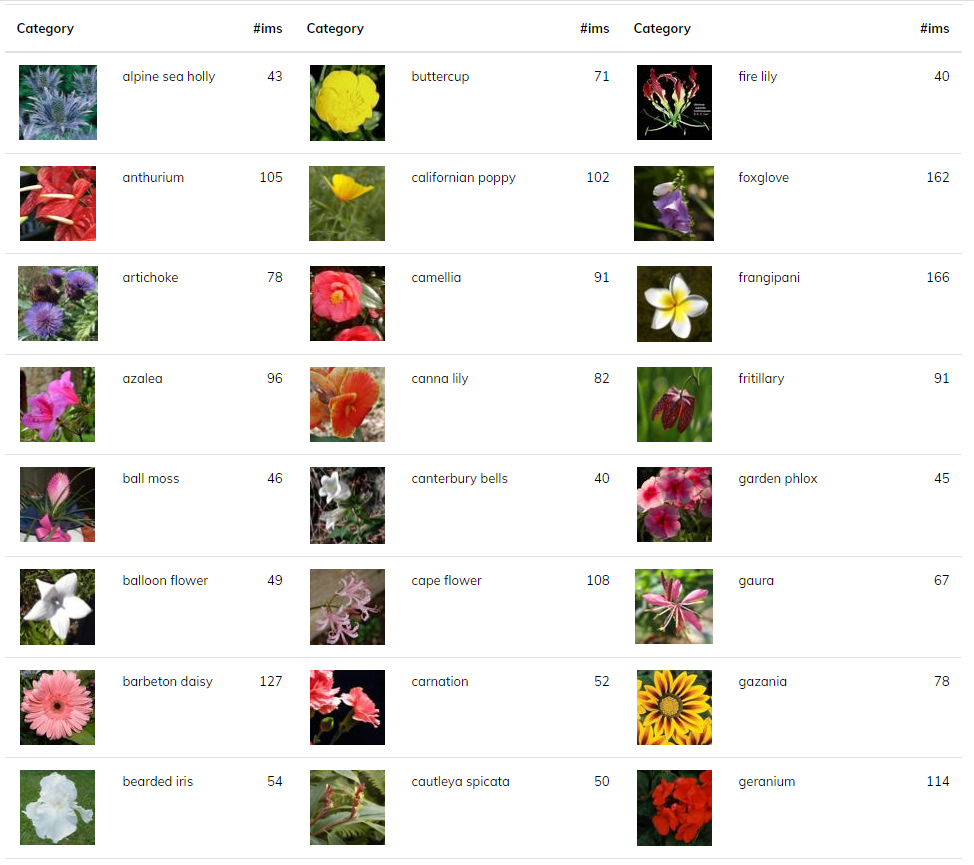 Category #ims Category #ims Category #ims
alpine sea holly 43 buttercup 71 fire lily 40
anthurium 105 californian poppy 102 foxglove 162
artichoke 78 camellia 91 frangipani 166
azalea 96 canna lily 82 fritillary 91
ball moss 46 canterbury bells 40 garden phlox 45
balloon flower 49 cape flower 108 gaura 67
barbeton daisy 127 carnation 52 gazania 78
bearded iris 54 cautleya spicata 50 geranium 114